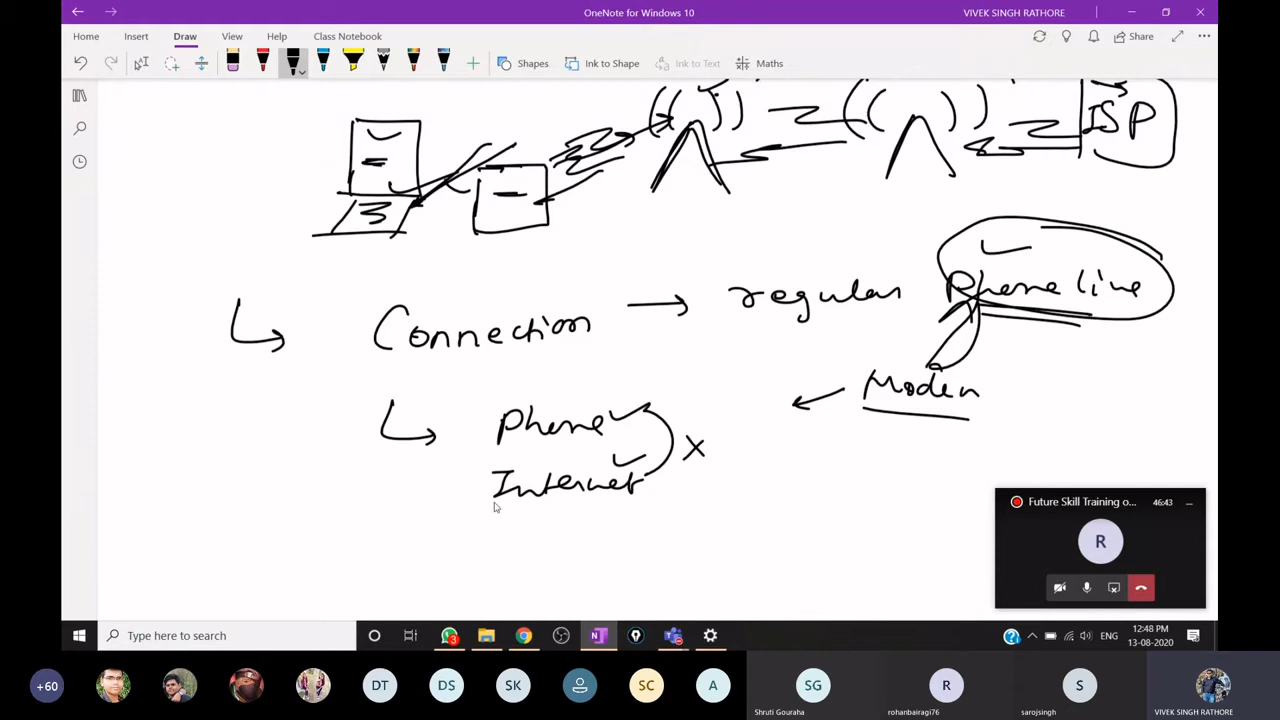 OneNote for Windows 10
VIVEK SINGH RATHORE
Home Insert Draw View Help Class Notebook
Share
Shapes Ink to Shape Ink to Text Maths
ISP
Connection → regular Phone line
Modem
Phone
Internet
Future Skill Training o... 46:43
R
Type here to search
3
ENG
12:48 PM
13-08-2020
+60 DT DS SK SC A SG R S
Shruti Gouraha rohanbairagi76 sarojsingh VIVEK SINGH RATHORE